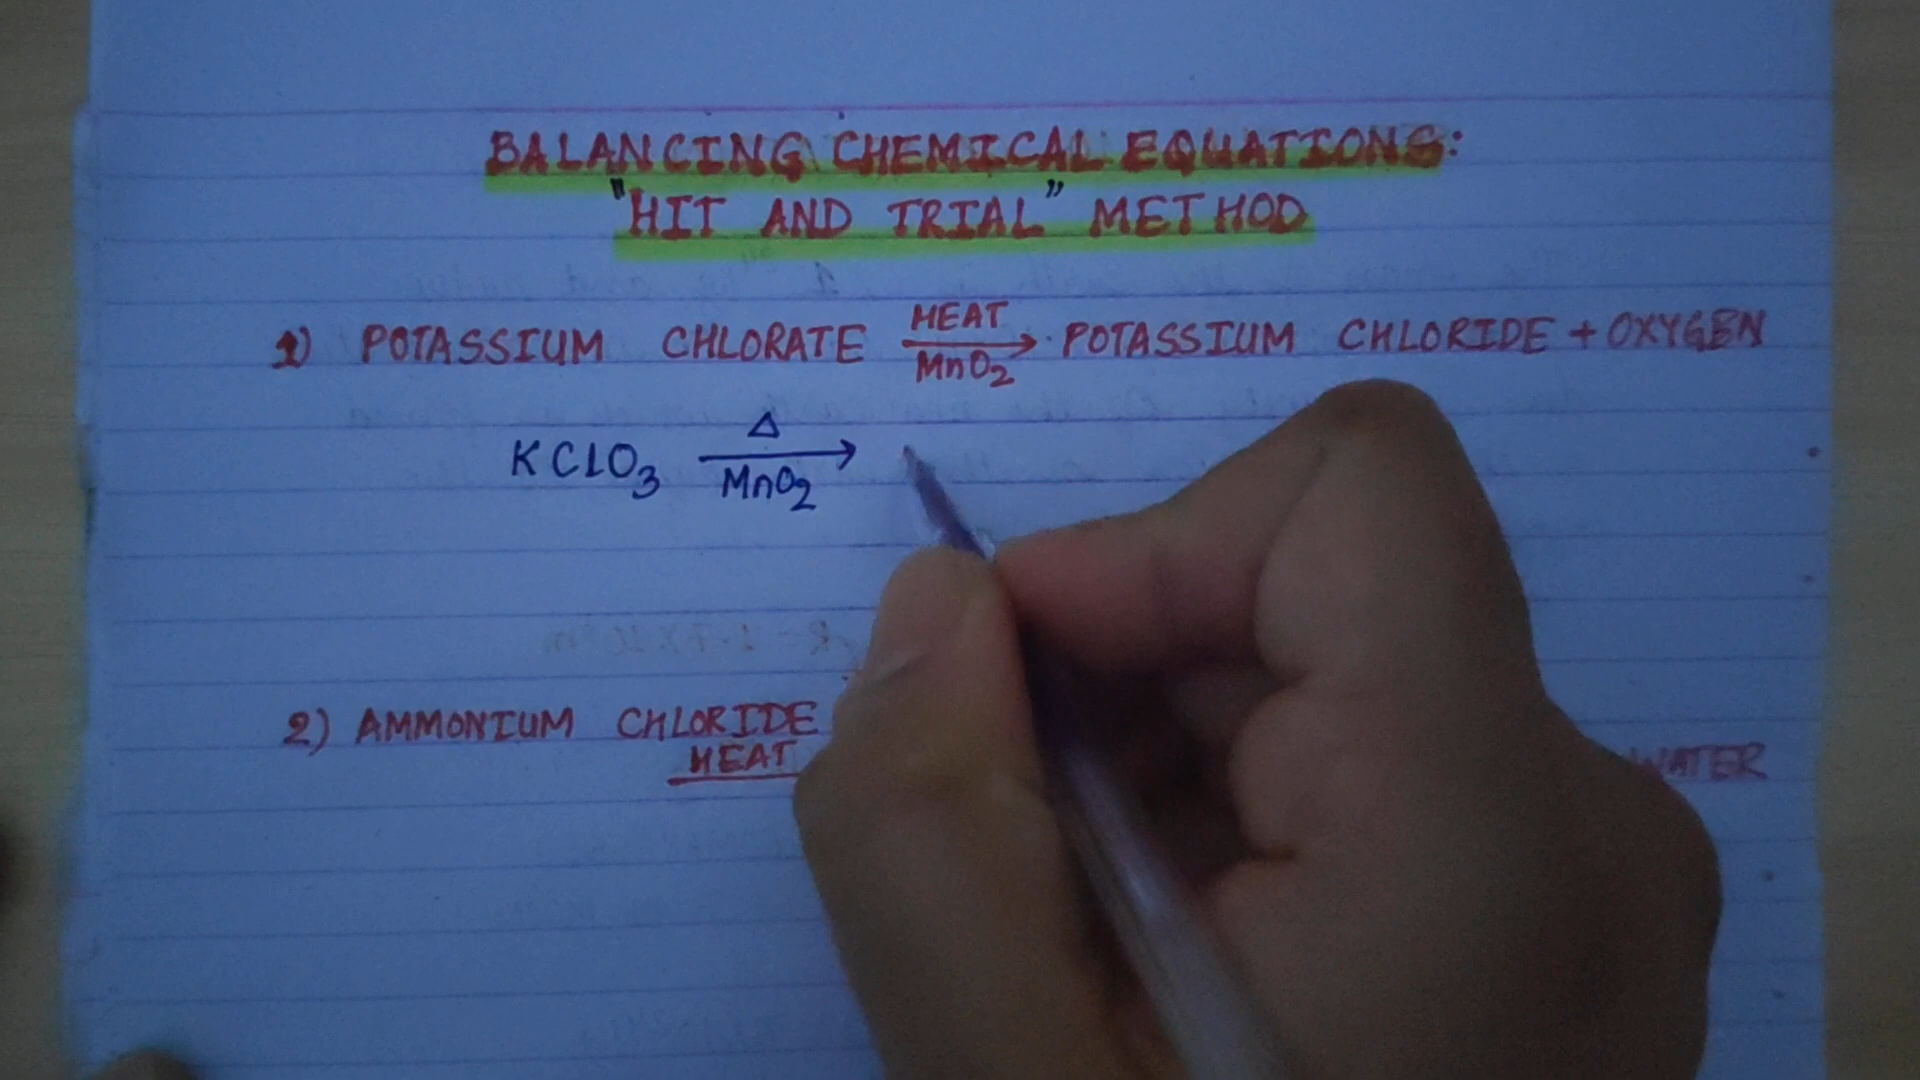 BALANCING CHEMICAL EQUATIONS:
"HIT AND TRIAL" METHOD
HEAT
1) POTASSIUM CHLORATE → POTASSIUM CHLORIDE + OXYGEN
MnO2
Δ
KClO3 →
MnO2
2) AMMONIUM CHLORIDE
HEAT WATER